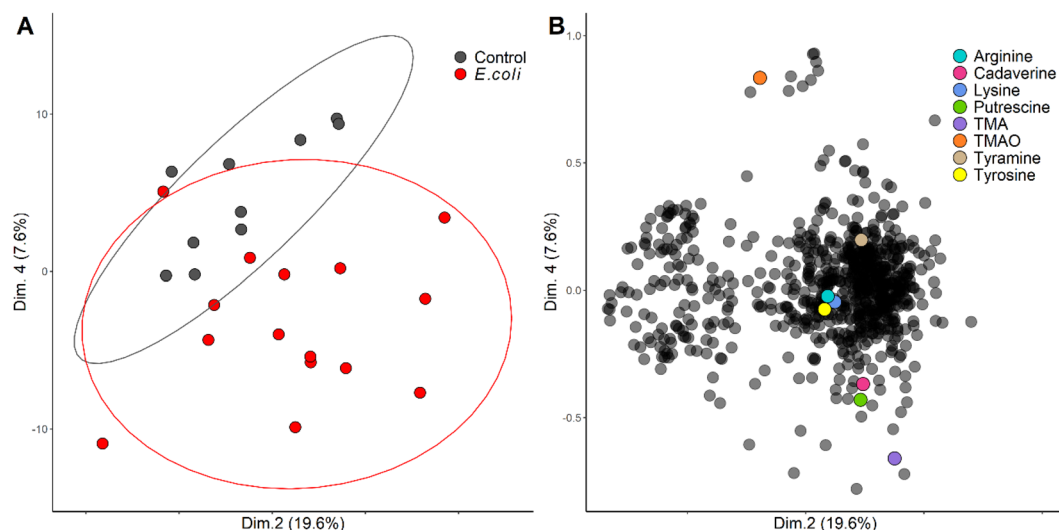 A
Control
E.coli
10
0
-10
Dim. 4 (7.6%)
Dim.2 (19.6%)
B
Arginine
Cadaverine
Lysine
Putrescine
TMA
TMAO
Tyramine
Tyrosine
1.0
0.5
0.0
-0.5
Dim. 4 (7.6%)
Dim.2 (19.6%)